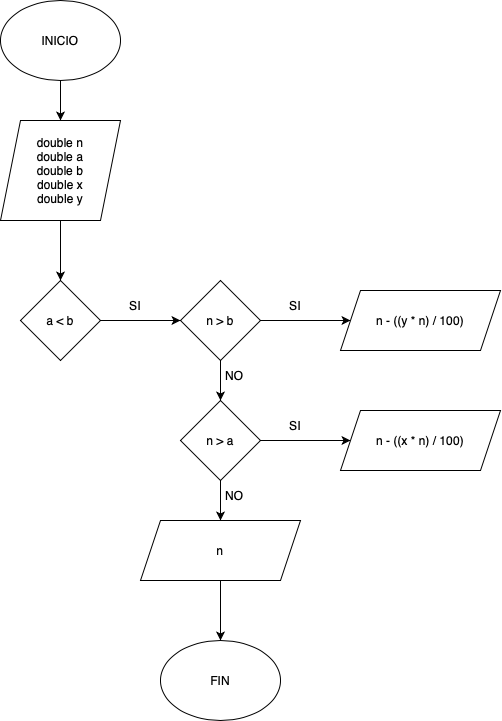 INICIO
double n
double a
double b
double x
double y
a < b
SI
n > b
SI
n - ((y * n) / 100)
NO
n > a
SI
n - ((x * n) / 100)
NO
n
FIN